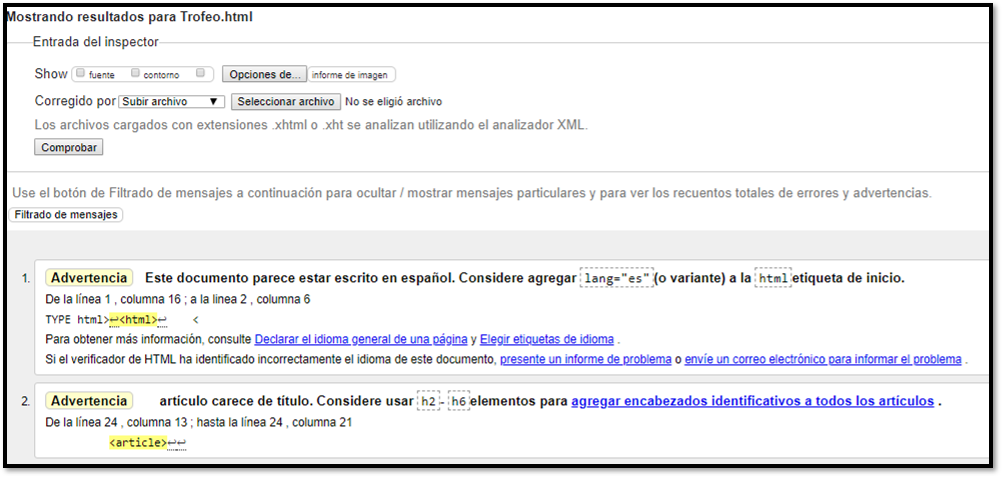 Mostrando resultados para Trofeo.html
Entrada del inspector
Show fuente contorno Opciones de... informe de imagen
Corregido por Subir archivo ▼ Seleccionar archivo No se eligió archivo
Los archivos cargados con extensiones .xhtml o .xht se analizan utilizando el analizador XML.
Comprobar
Use el botón de Filtrado de mensajes a continuación para ocultar / mostrar mensajes particulares y para ver los recuentos totales de errores y advertencias.
Filtrado de mensajes
1. Advertencia Este documento parece estar escrito en español. Considere agregar lang="es" (o variante) a la html etiqueta de inicio.
De la línea 1 , columna 16 ; a la linea 2 , columna 6
TYPE html>↩<html>↩ <
Para obtener más información, consulte Declarar el idioma general de una página y Elegir etiquetas de idioma .
Si el verificador de HTML ha identificado incorrectamente el idioma de este documento, presente un informe de problema o envíe un correo electrónico para informar el problema .
2. Advertencia artículo carece de título. Considere usar h2 - h6 elementos para agregar encabezados identificativos a todos los artículos .
De la línea 24 , columna 13 ; hasta la línea 24 , columna 21
<article>↩↩